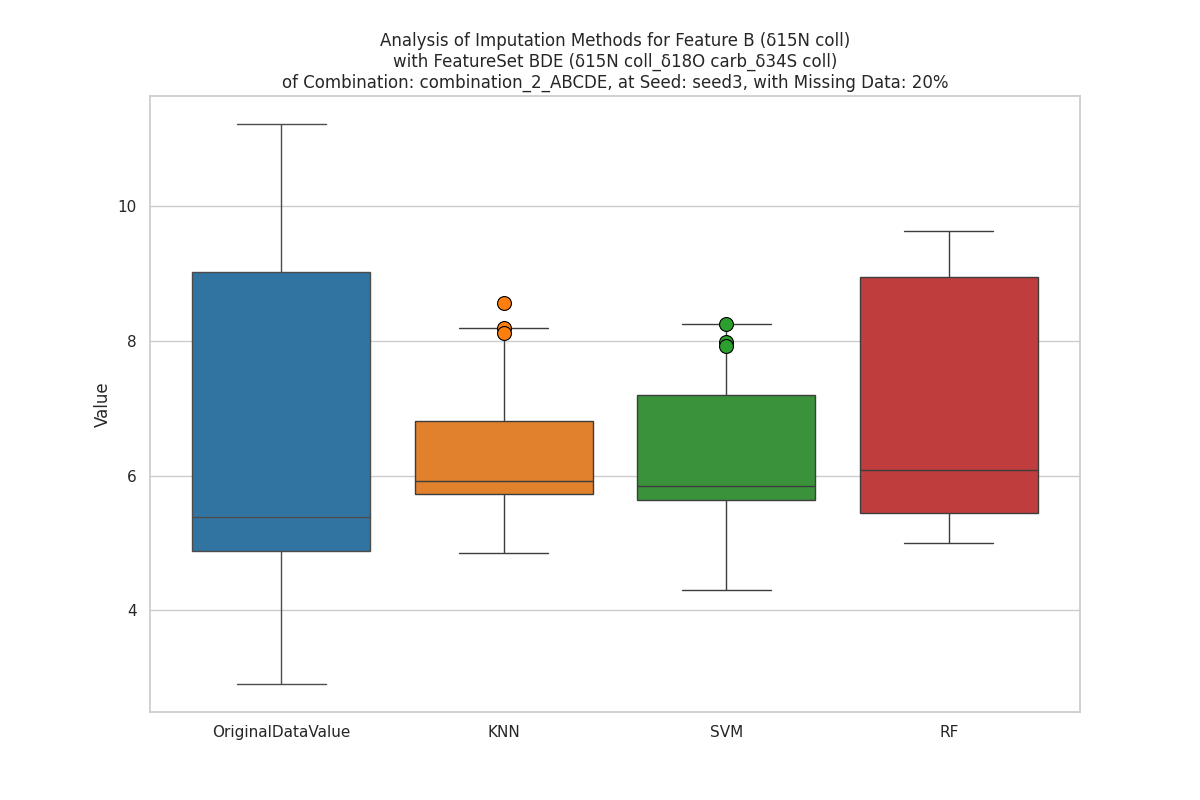 Analysis of Imputation Methods for Feature B (δ15N coll)
with FeatureSet BDE (δ15N coll_δ18O carb_δ34S coll)
of Combination: combination_2_ABCDE, at Seed: seed3, with Missing Data: 20%
10
8
6
4
Value
OriginalDataValue
KNN
SVM
RF